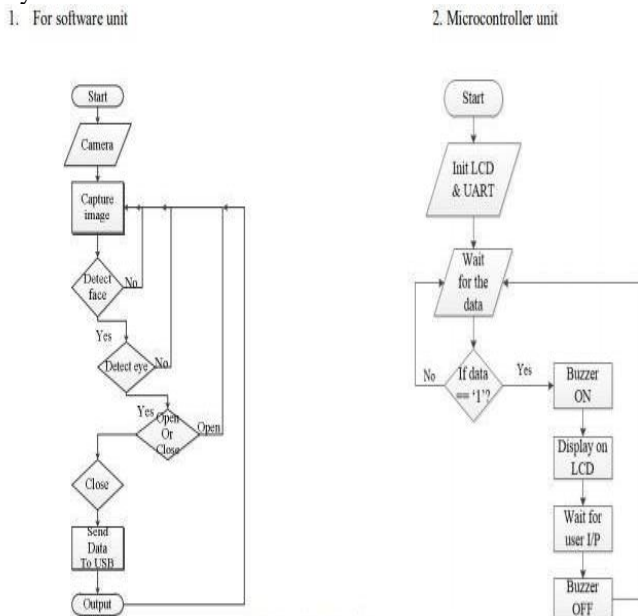 1. For software unit
Start
Camera
Capture
image
Detect
face
No
Yes
Detect eye
No
Yes
Open
Or
Close
Open
Close
Send
Data
To USB
Output
2. Microcontroller unit
Start
Init LCD
& UART
Wait
for the
data
No
If data
== '1'?
Yes
Buzzer
ON
Display on
LCD
Wait for
user I/P
Buzzer
OFF